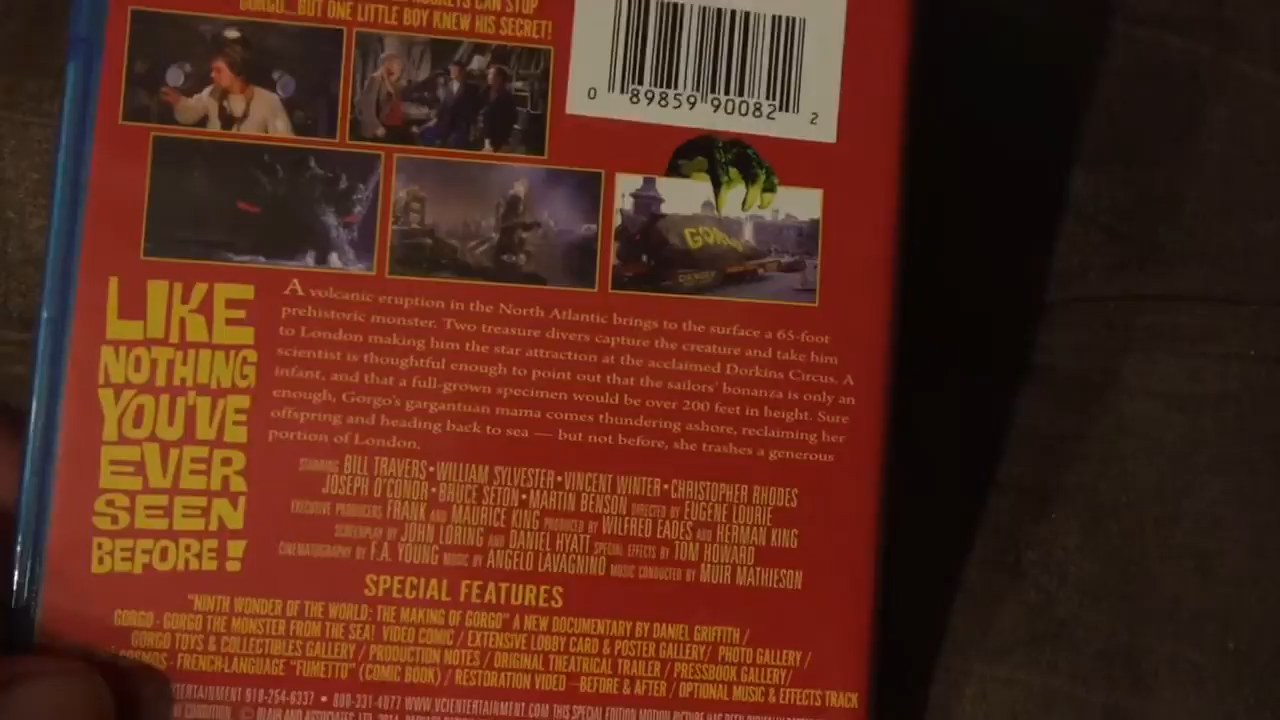 CAN STOP
GORGO... BUT ONE LITTLE BOY KNEW HIS SECRET!
0 89859 90082 2
GORGO
LIKE
NOTHING
YOU'VE
EVER
SEEN
BEFORE!
A volcanic eruption in the North Atlantic brings to the surface a 65-foot
prehistoric monster. Two treasure divers capture the creature and take him
to London making him the star attraction at the acclaimed Dorkins Circus. A
scientist is thoughtful enough to point out that the sailors' bonanza is only an
infant, and that a full-grown specimen would be over 200 feet in height. Sure
enough, Gorgo's gargantuan mama comes thundering ashore, reclaiming her
offspring and heading back to sea — but not before, she trashes a generous
portion of London.
STARRING BILL TRAVERS • WILLIAM SYLVESTER • VINCENT WINTER • CHRISTOPHER RHODES
JOSEPH O'CONOR • BRUCE SETON • MARTIN BENSON DIRECTED BY EUGENE LOURIE
EXECUTIVE PRODUCERS FRANK AND MAURICE KING PRODUCED BY WILFRED EADES AND HERMAN KING
SCREENPLAY BY JOHN LORING AND DANIEL HYATT SPECIAL EFFECTS BY TOM HOWARD
CINEMATOGRAPHY BY F.A. YOUNG MUSIC BY ANGELO LAVAGNINO MUSIC CONDUCTED BY MUIR MATHIESON
SPECIAL FEATURES
"NINTH WONDER OF THE WORLD: THE MAKING OF GORGO" A NEW DOCUMENTARY BY DANIEL GRIFFITH /
GORGO - GORGO THE MONSTER FROM THE SEA! VIDEO COMIC / EXTENSIVE LOBBY CARD & POSTER GALLERY / PHOTO GALLERY /
GORGO TOYS & COLLECTIBLES GALLERY / PRODUCTION NOTES / ORIGINAL THEATRICAL TRAILER / PRESSBOOK GALLERY/
COSMOS - FRENCH-LANGUAGE "FUMETTO" (COMIC BOOK) / RESTORATION VIDEO —BEFORE & AFTER / OPTIONAL MUSIC & EFFECTS TRACK
ENTERTAINMENT 918-254-6337 • 800-331-4077 WWW.VCIENTERTAINMENT.COM THIS SPECIAL EDITION MOTION PICTURE HAS BEEN